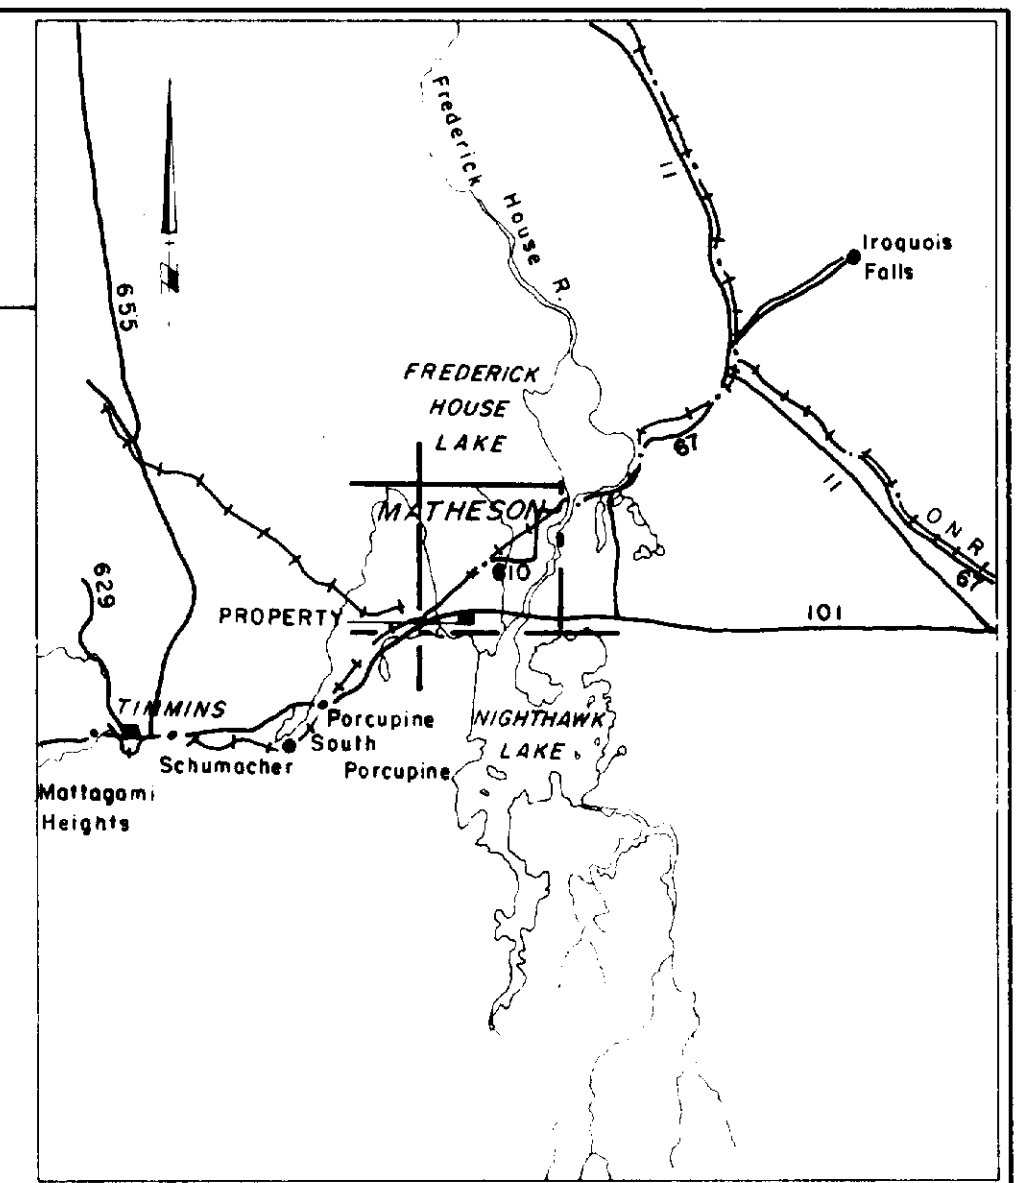 Frederick House R.
11
Iroquois
Falls
655
FREDERICK
HOUSE
LAKE
67
11
MATHESON
O N R
67
610
629
PROPERTY
101
TIMMINS
Porcupine
NIGHTHAWK
LAKE
South
Porcupine
Schumacher
Mattagami
Heights